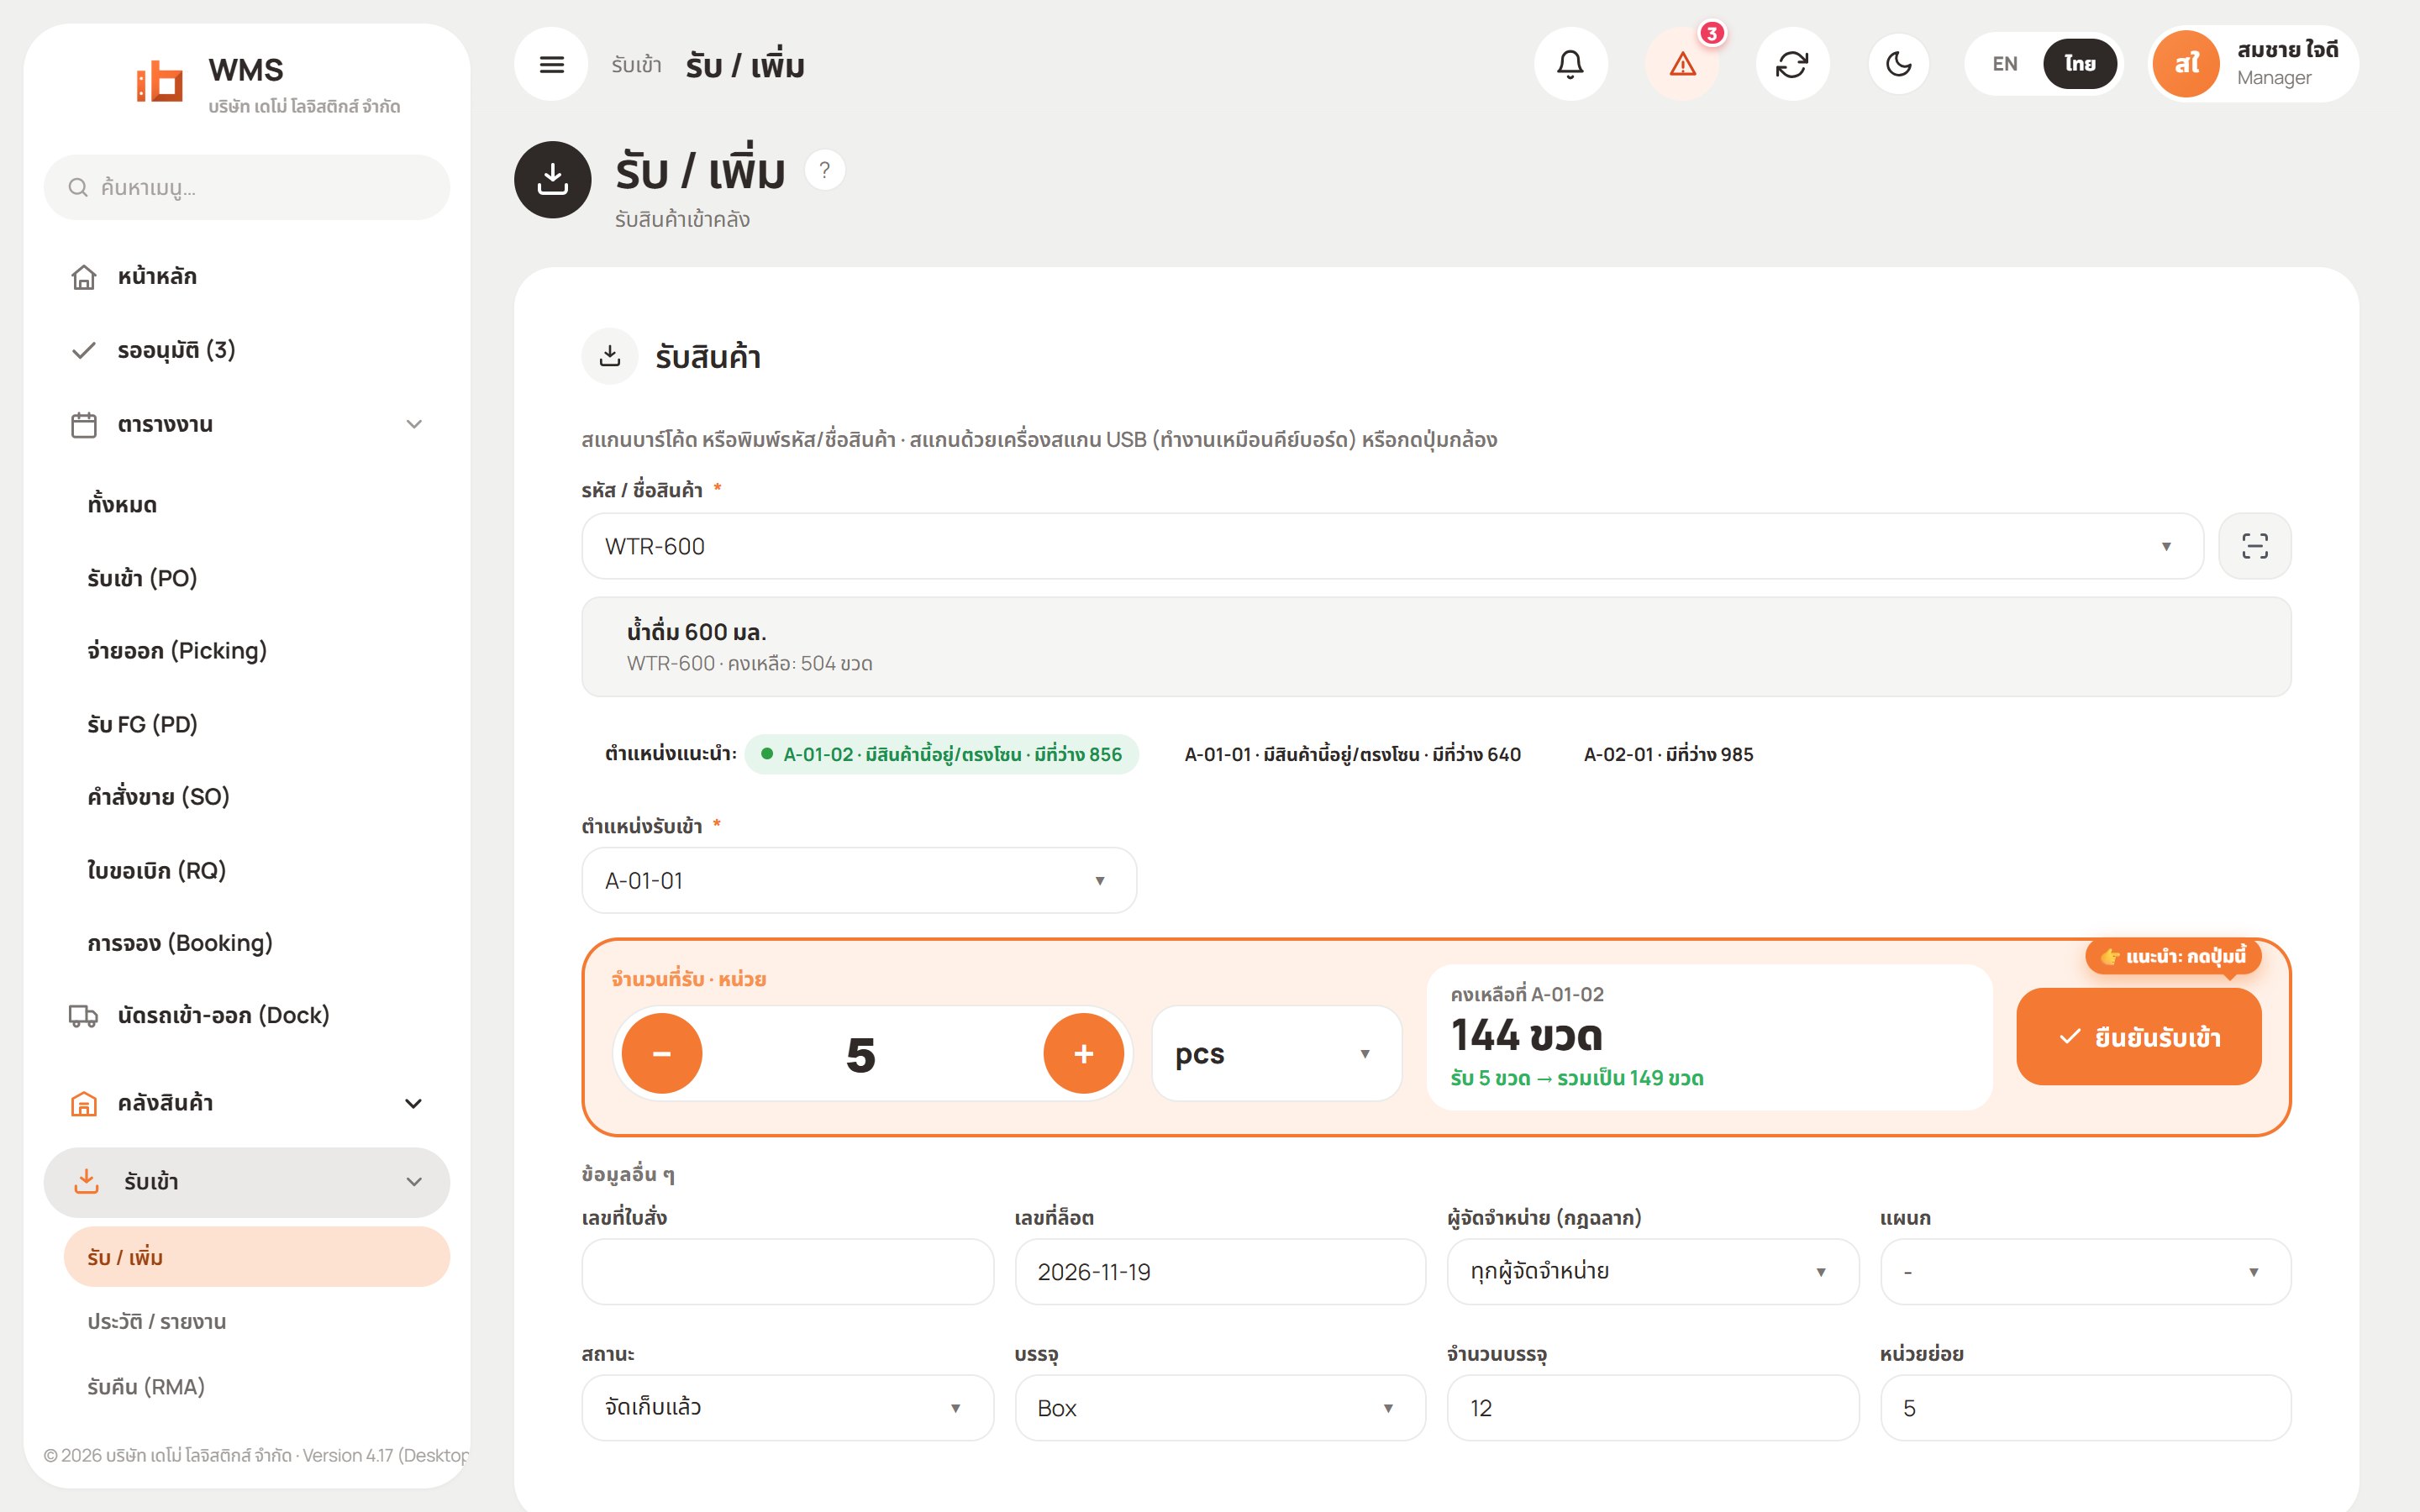 WMS
บริษัท เดโม่ โลจิสติกส์ จำกัด
ค้นหาเมนู...
หน้าหลัก
รออนุมัติ (3)
ตารางงาน
ทั้งหมด
รับเข้า (PO)
จ่ายออก (Picking)
รับ FG (PD)
คำสั่งขาย (SO)
ใบขอเบิก (RQ)
การจอง (Booking)
นัดรถเข้า-ออก (Dock)
คลังสินค้า
รับเข้า
รับ / เพิ่ม
ประวัติ / รายงาน
รับคืน (RMA)
© 2026 บริษัท เดโม่ โลจิสติกส์ จำกัด · Version 4.17 (Desktop
รับเข้า รับ / เพิ่ม
3
EN ไทย
สใ
สมชาย ใจดี
Manager
รับ / เพิ่ม ?
รับสินค้าเข้าคลัง
รับสินค้า
สแกนบาร์โค้ด หรือพิมพ์รหัส/ชื่อสินค้า · สแกนด้วยเครื่องสแกน USB (ทำงานเหมือนคีย์บอร์ด) หรือกดปุ่มกล้อง
รหัส / ชื่อสินค้า *
WTR-600
น้ำดื่ม 600 มล.
WTR-600 · คงเหลือ: 504 ขวด
ตำแหน่งแนะนำ: A-01-02 · มีสินค้านี้อยู่/ตรงโซน · มีที่ว่าง 856 A-01-01 · มีสินค้านี้อยู่/ตรงโซน · มีที่ว่าง 640 A-02-01 · มีที่ว่าง 985
ตำแหน่งรับเข้า *
A-01-01
จำนวนที่รับ · หน่วย
− 5 + pcs
คงเหลือที่ A-01-02
144 ขวด
รับ 5 ขวด → รวมเป็น 149 ขวด
👉 แนะนำ: กดปุ่มนี้
ยืนยันรับเข้า
ข้อมูลอื่น ๆ
เลขที่ใบสั่ง เลขที่ล็อต ผู้จัดจำหน่าย (กฎฉลาก) แผนก
2026-11-19 ทุกผู้จัดจำหน่าย -
สถานะ บรรจุ จำนวนบรรจุ หน่วยย่อย
จัดเก็บแล้ว Box 12 5